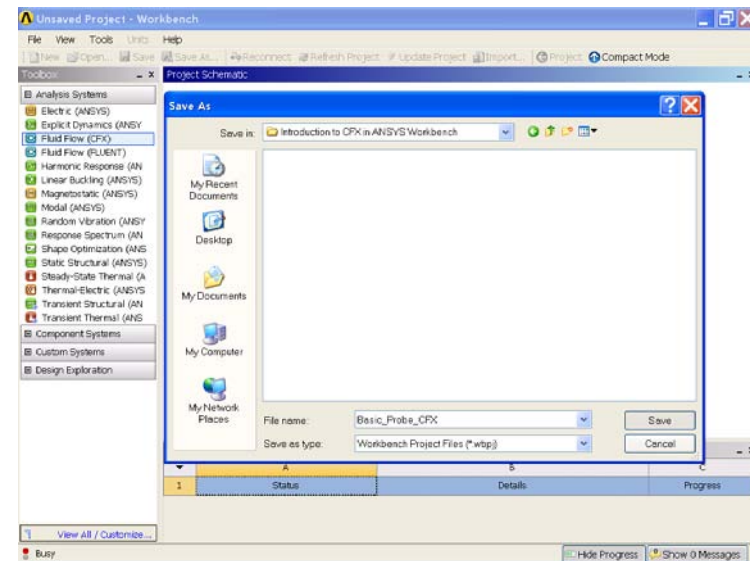 Unsaved Project - Workbench
File View Tools Units Help
New Open... Save Save As... Reconnect Refresh Project Update Project Import... Project Compact Mode
Toolbox
Project Schematic
Analysis Systems
Electric (ANSYS)
Explicit Dynamics (ANSY
Fluid Flow (CFX)
Fluid Flow (FLUENT)
Harmonic Response (AN
Linear Buckling (ANSYS)
Magnetostatic (ANSYS)
Modal (ANSYS)
Random Vibration (ANSY
Response Spectrum (AN
Shape Optimization (ANS
Static Structural (ANSYS)
Steady-State Thermal (A
Thermal-Electric (ANSYS
Transient Structural (AN
Transient Thermal (ANS
Component Systems
Custom Systems
Design Exploration
View All / Customize...
Save As
Save in: Introduction to CFX in ANSYS Workbench
My Recent
Documents
Desktop
My Documents
My Computer
My Network
Places
File name: Basic_Probe_CFX Save
Save as type: Workbench Project Files (*.wbpj) Cancel
A B C
1 Status Details Progress
Busy Hide Progress Show 0 Messages